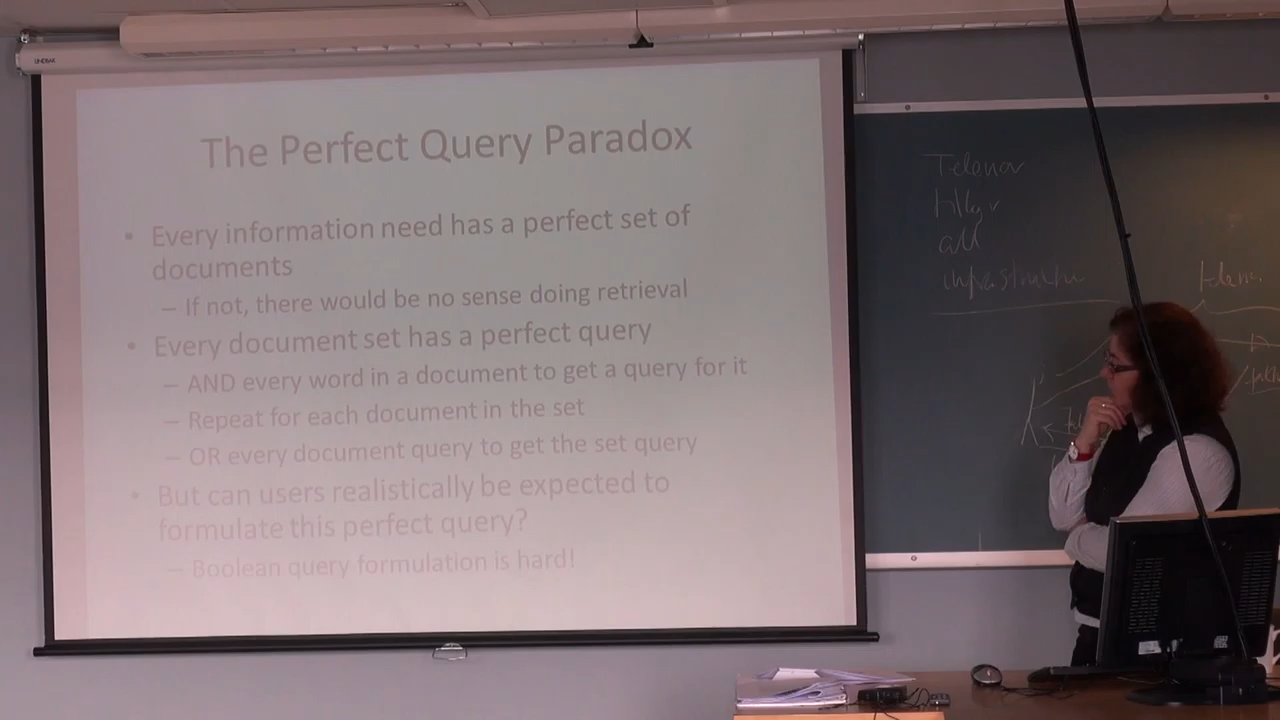 The Perfect Query Paradox
• Every information need has a perfect set of
documents
– If not, there would be no sense doing retrieval
• Every document set has a perfect query
– AND every word in a document to get a query for it
– Repeat for each document in the set
– OR every document query to get the set query
• But can users realistically be expected to
formulate this perfect query?
– Boolean query formulation is hard!
Telenor